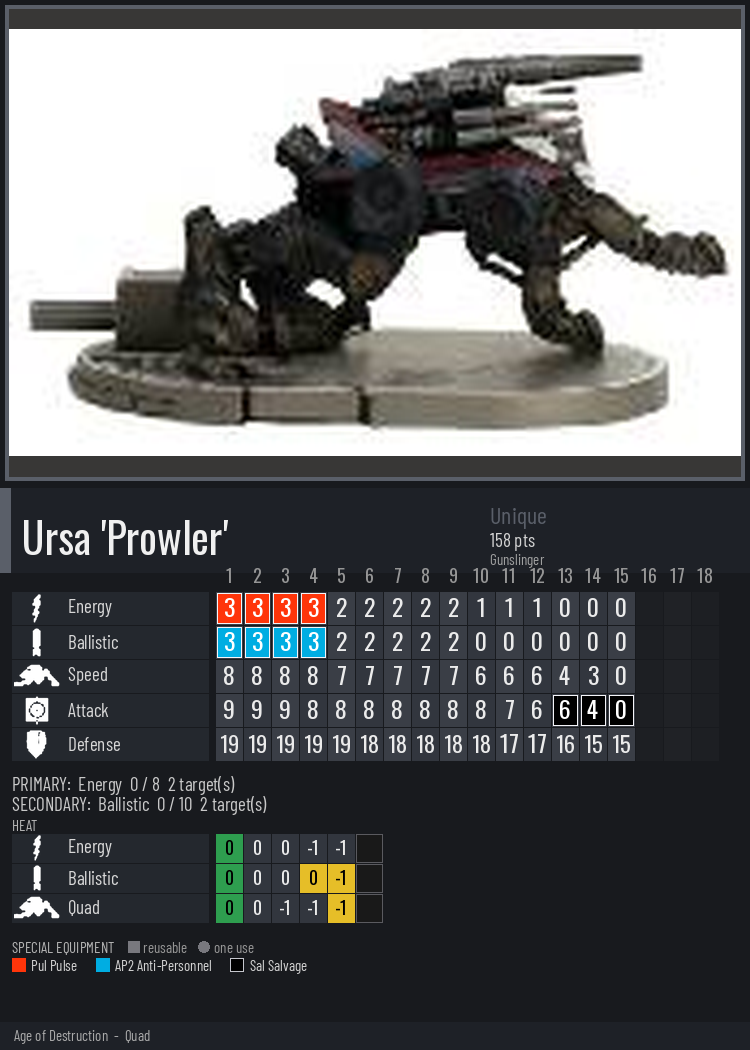 Ursa 'Prowler'
Unique
158 pts
Gunslinger
1 2 3 4 5 6 7 8 9 10 11 12 13 14 15 16 17 18
Energy 3 3 3 3 2 2 2 2 2 1 1 1 0 0 0
Ballistic 3 3 3 3 2 2 2 2 2 0 0 0 0 0 0
Speed 8 8 8 8 7 7 7 7 7 6 6 6 4 3 0
Attack 9 9 9 8 8 8 8 8 8 8 7 6 6 4 0
Defense 19 19 19 19 19 18 18 18 18 18 17 17 16 15 15
PRIMARY: Energy 0 / 8 2 target(s)
SECONDARY: Ballistic 0 / 10 2 target(s)
HEAT
Energy 0 0 0 -1 -1
Ballistic 0 0 0 0 -1
Quad 0 0 -1 -1 -1
SPECIAL EQUIPMENT reusable one use
Pul Pulse AP2 Anti-Personnel Sal Salvage
Age of Destruction - Quad